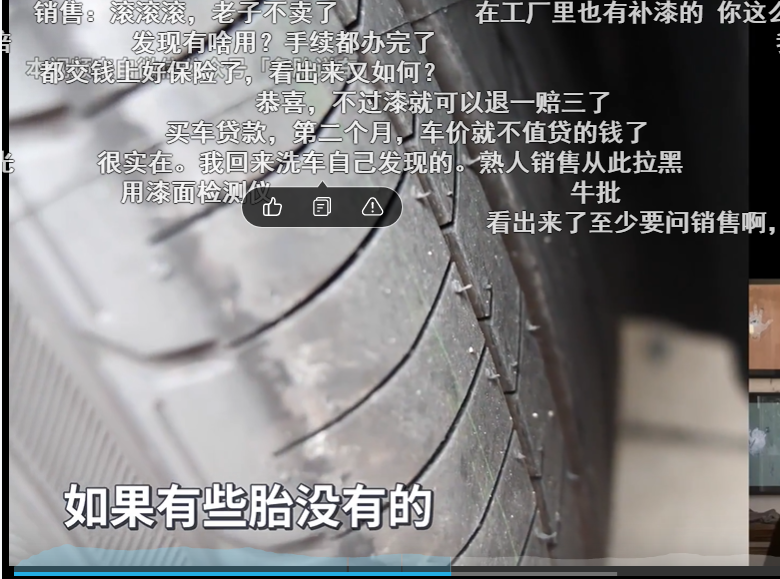 销售：滚滚滚，老子不卖了
在工厂里也有补漆的 你这么
发现有啥用？手续都办完了
都交钱上好保险了，看出来又如何？
恭喜，不过漆就可以退一赔三了
买车贷款，第二个月，车价就不值贷的钱了
很实在。我回来洗车自己发现的。熟人销售从此拉黑
用漆面检测仪
牛批
看出来了至少要问销售啊，
如果有些胎没有的